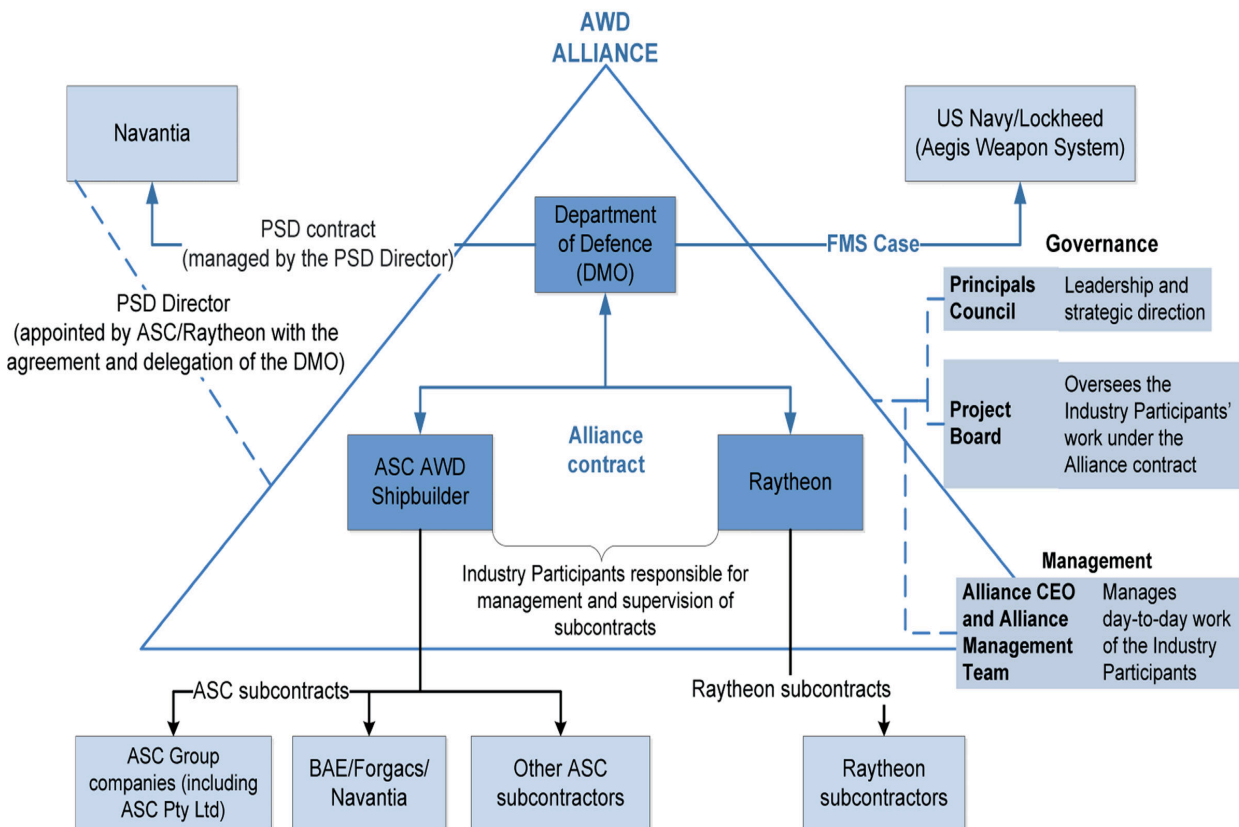 AWD
ALLIANCE
Navantia
US Navy/Lockheed
(Aegis Weapon System)
Department
of Defence
(DMO)
PSD contract
(managed by the PSD Director)
FMS Case
PSD Director
(appointed by ASC/Raytheon with the
agreement and delegation of the DMO)
Governance
Principals
Council
Leadership and
strategic direction
Project
Board
Oversees the
Industry Participants’
work under the
Alliance contract
Alliance
contract
ASC AWD
Shipbuilder
Raytheon
Industry Participants responsible for
management and supervision of
subcontracts
Management
Alliance CEO
and Alliance
Management
Team
Manages
day-to-day work
of the Industry
Participants
ASC subcontracts
Raytheon subcontracts
ASC Group
companies (including
ASC Pty Ltd)
BAE/Forgacs/
Navantia
Other ASC
subcontractors
Raytheon
subcontractors